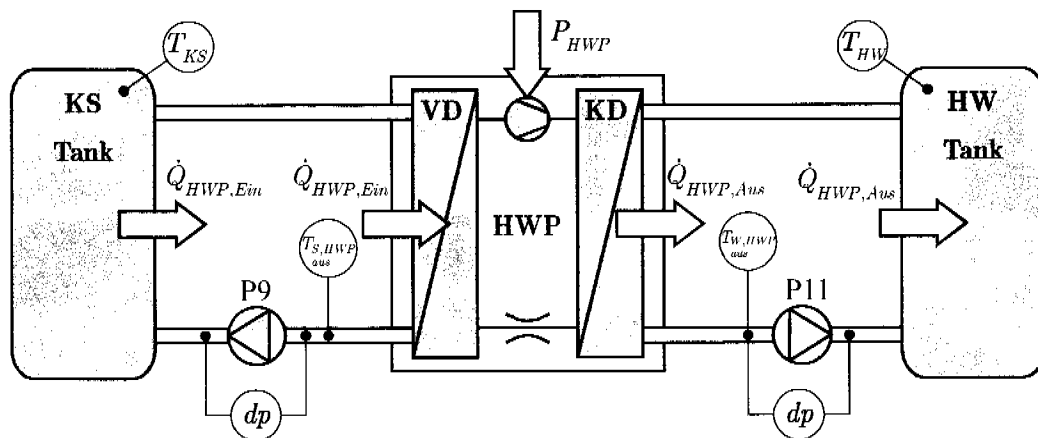 P_HWP
T_KS
T_HW
KS
Tank
VD
KD
HW
Tank
Q̇_HWP,Ein
Q̇_HWP,Ein
Q̇_HWP,Aus
Q̇_HWP,Aus
HWP
T_S,HWP
aus
T_W,HWP
aus
P9
P11
dp
dp